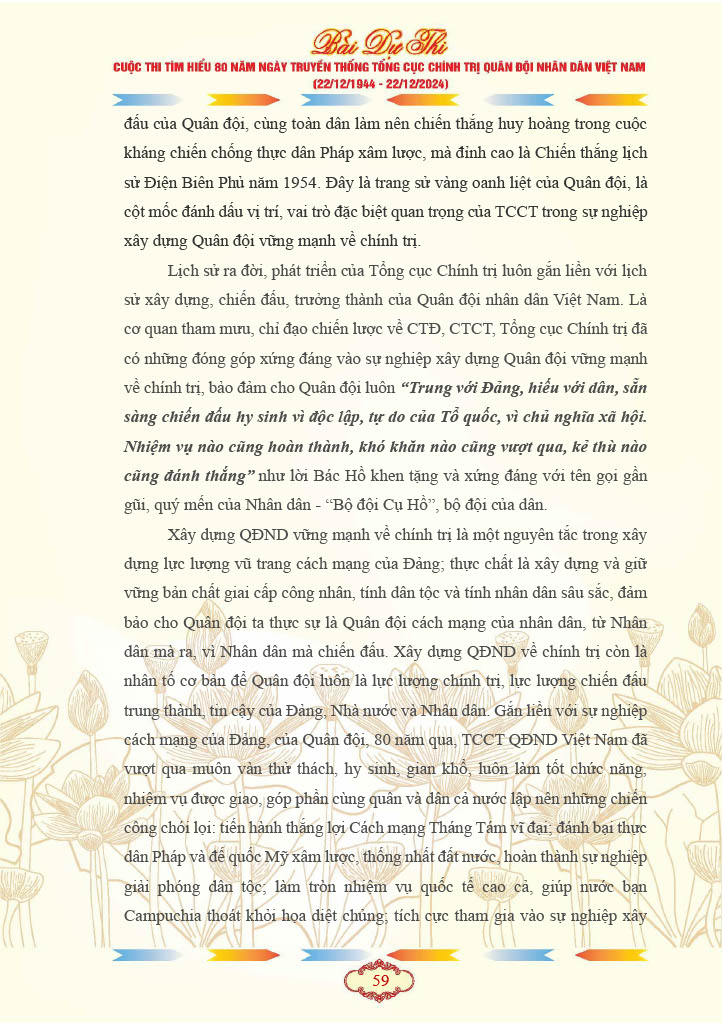 Bài Dự Thi
CUỘC THI TÌM HIỂU 80 NĂM NGÀY TRUYỀN THỐNG TỔNG CỤC CHÍNH TRỊ QUÂN ĐỘI NHÂN DÂN VIỆT NAM
(22/12/1944 - 22/12/2024)
đấu của Quân đội, cùng toàn dân làm nên chiến thắng huy hoàng trong cuộc
kháng chiến chống thực dân Pháp xâm lược, mà đỉnh cao là Chiến thắng lịch
sử Điện Biên Phủ năm 1954. Đây là trang sử vàng oanh liệt của Quân đội, là
cột mốc đánh dấu vị trí, vai trò đặc biệt quan trọng của TCCT trong sự nghiệp
xây dựng Quân đội vững mạnh về chính trị.
Lịch sử ra đời, phát triển của Tổng cục Chính trị luôn gắn liền với lịch
sử xây dựng, chiến đấu, trưởng thành của Quân đội nhân dân Việt Nam. Là
cơ quan tham mưu, chỉ đạo chiến lược về CTĐ, CTCT, Tổng cục Chính trị đã
có những đóng góp xứng đáng vào sự nghiệp xây dựng Quân đội vững mạnh
về chính trị, bảo đảm cho Quân đội luôn “Trung với Đảng, hiếu với dân, sẵn
sàng chiến đấu hy sinh vì độc lập, tự do của Tổ quốc, vì chủ nghĩa xã hội.
Nhiệm vụ nào cũng hoàn thành, khó khăn nào cũng vượt qua, kẻ thù nào
cũng đánh thắng” như lời Bác Hồ khen tặng và xứng đáng với tên gọi gần
gũi, quý mến của Nhân dân - “Bộ đội Cụ Hồ”, bộ đội của dân.
Xây dựng QĐND vững mạnh về chính trị là một nguyên tắc trong xây
dựng lực lượng vũ trang cách mạng của Đảng; thực chất là xây dựng và giữ
vững bản chất giai cấp công nhân, tính dân tộc và tính nhân dân sâu sắc, đảm
bảo cho Quân đội ta thực sự là Quân đội cách mạng của nhân dân, từ Nhân
dân mà ra, vì Nhân dân mà chiến đấu. Xây dựng QĐND về chính trị còn là
nhân tố cơ bản để Quân đội luôn là lực lượng chính trị, lực lượng chiến đấu
trung thành, tin cậy của Đảng, Nhà nước và Nhân dân. Gắn liền với sự nghiệp
cách mạng của Đảng, của Quân đội, 80 năm qua, TCCT QĐND Việt Nam đã
vượt qua muôn vàn thử thách, hy sinh, gian khổ, luôn làm tốt chức năng,
nhiệm vụ được giao, góp phần cùng quân và dân cả nước lập nên những chiến
công chói lọi: tiến hành thắng lợi Cách mạng Tháng Tám vĩ đại; đánh bại thực
dân Pháp và đế quốc Mỹ xâm lược, thống nhất đất nước, hoàn thành sự nghiệp
giải phóng dân tộc; làm tròn nhiệm vụ quốc tế cao cả, giúp nước bạn
Campuchia thoát khỏi họa diệt chủng; tích cực tham gia vào sự nghiệp xây
59